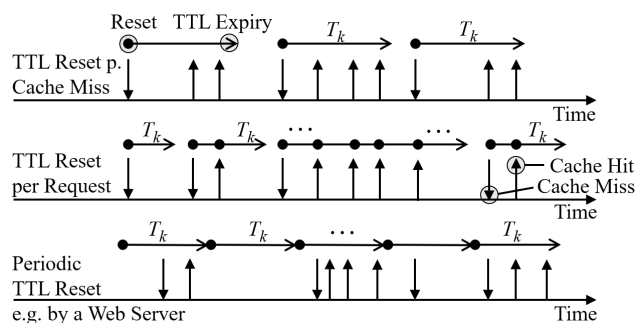 Reset TTL Expiry
T_k T_k
TTL Reset p.
Cache Miss
Time
T_k T_k ... ... T_k
TTL Reset
per Request
Cache Hit
Cache Miss
Time
T_k T_k ... T_k
Periodic
TTL Reset
e.g. by a Web Server
Time